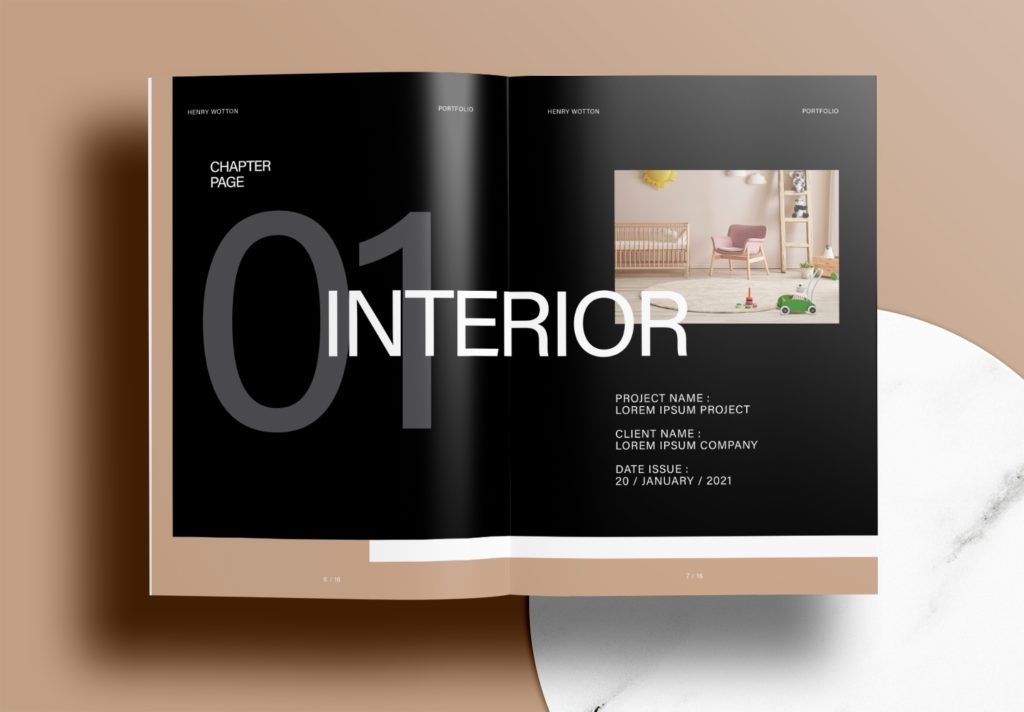 HENRY WOTTON
PORTFOLIO
CHAPTER
PAGE
01
INTERIOR
6 / 16
HENRY WOTTON
PORTFOLIO
PROJECT NAME :
LOREM IPSUM PROJECT
CLIENT NAME :
LOREM IPSUM COMPANY
DATE ISSUE :
20 / JANUARY / 2021
7 / 16